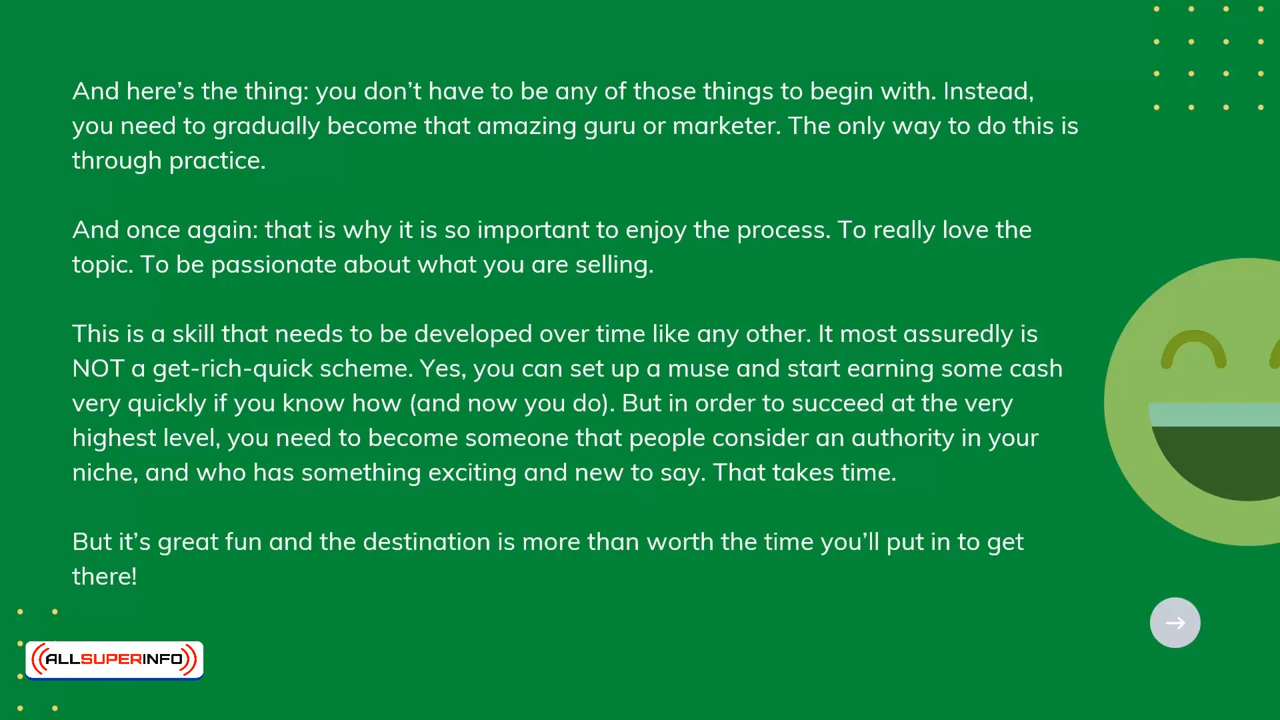 And here’s the thing: you don’t have to be any of those things to begin with. Instead,
you need to gradually become that amazing guru or marketer. The only way to do this is
through practice.
And once again: that is why it is so important to enjoy the process. To really love the
topic. To be passionate about what you are selling.
This is a skill that needs to be developed over time like any other. It most assuredly is
NOT a get-rich-quick scheme. Yes, you can set up a muse and start earning some cash
very quickly if you know how (and now you do). But in order to succeed at the very
highest level, you need to become someone that people consider an authority in your
niche, and who has something exciting and new to say. That takes time.
But it’s great fun and the destination is more than worth the time you’ll put in to get
there!
ALLSUPERINFO